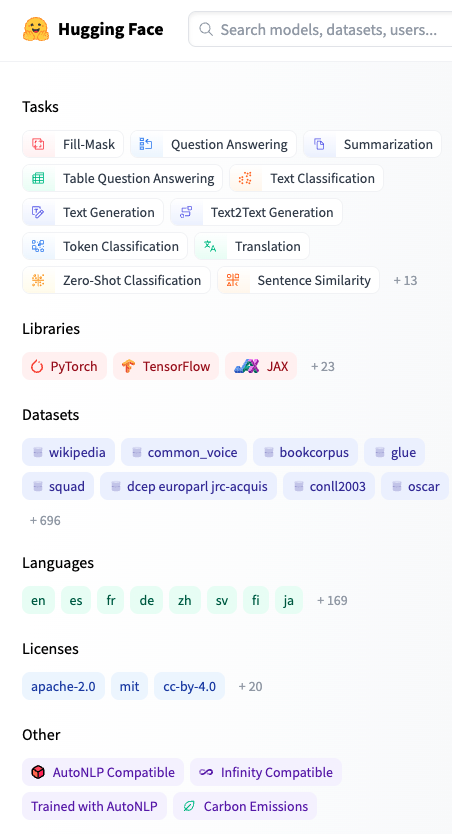 Hugging Face Search models, datasets, users...
Tasks
Fill-Mask Question Answering Summarization
Table Question Answering Text Classification
Text Generation Text2Text Generation
Token Classification Translation
Zero-Shot Classification Sentence Similarity + 13
Libraries
PyTorch TensorFlow JAX + 23
Datasets
wikipedia common_voice bookcorpus glue
squad dcep europarl jrc-acquis conll2003 oscar
+ 696
Languages
en es fr de zh sv fi ja + 169
Licenses
apache-2.0 mit cc-by-4.0 + 20
Other
AutoNLP Compatible Infinity Compatible
Trained with AutoNLP Carbon Emissions